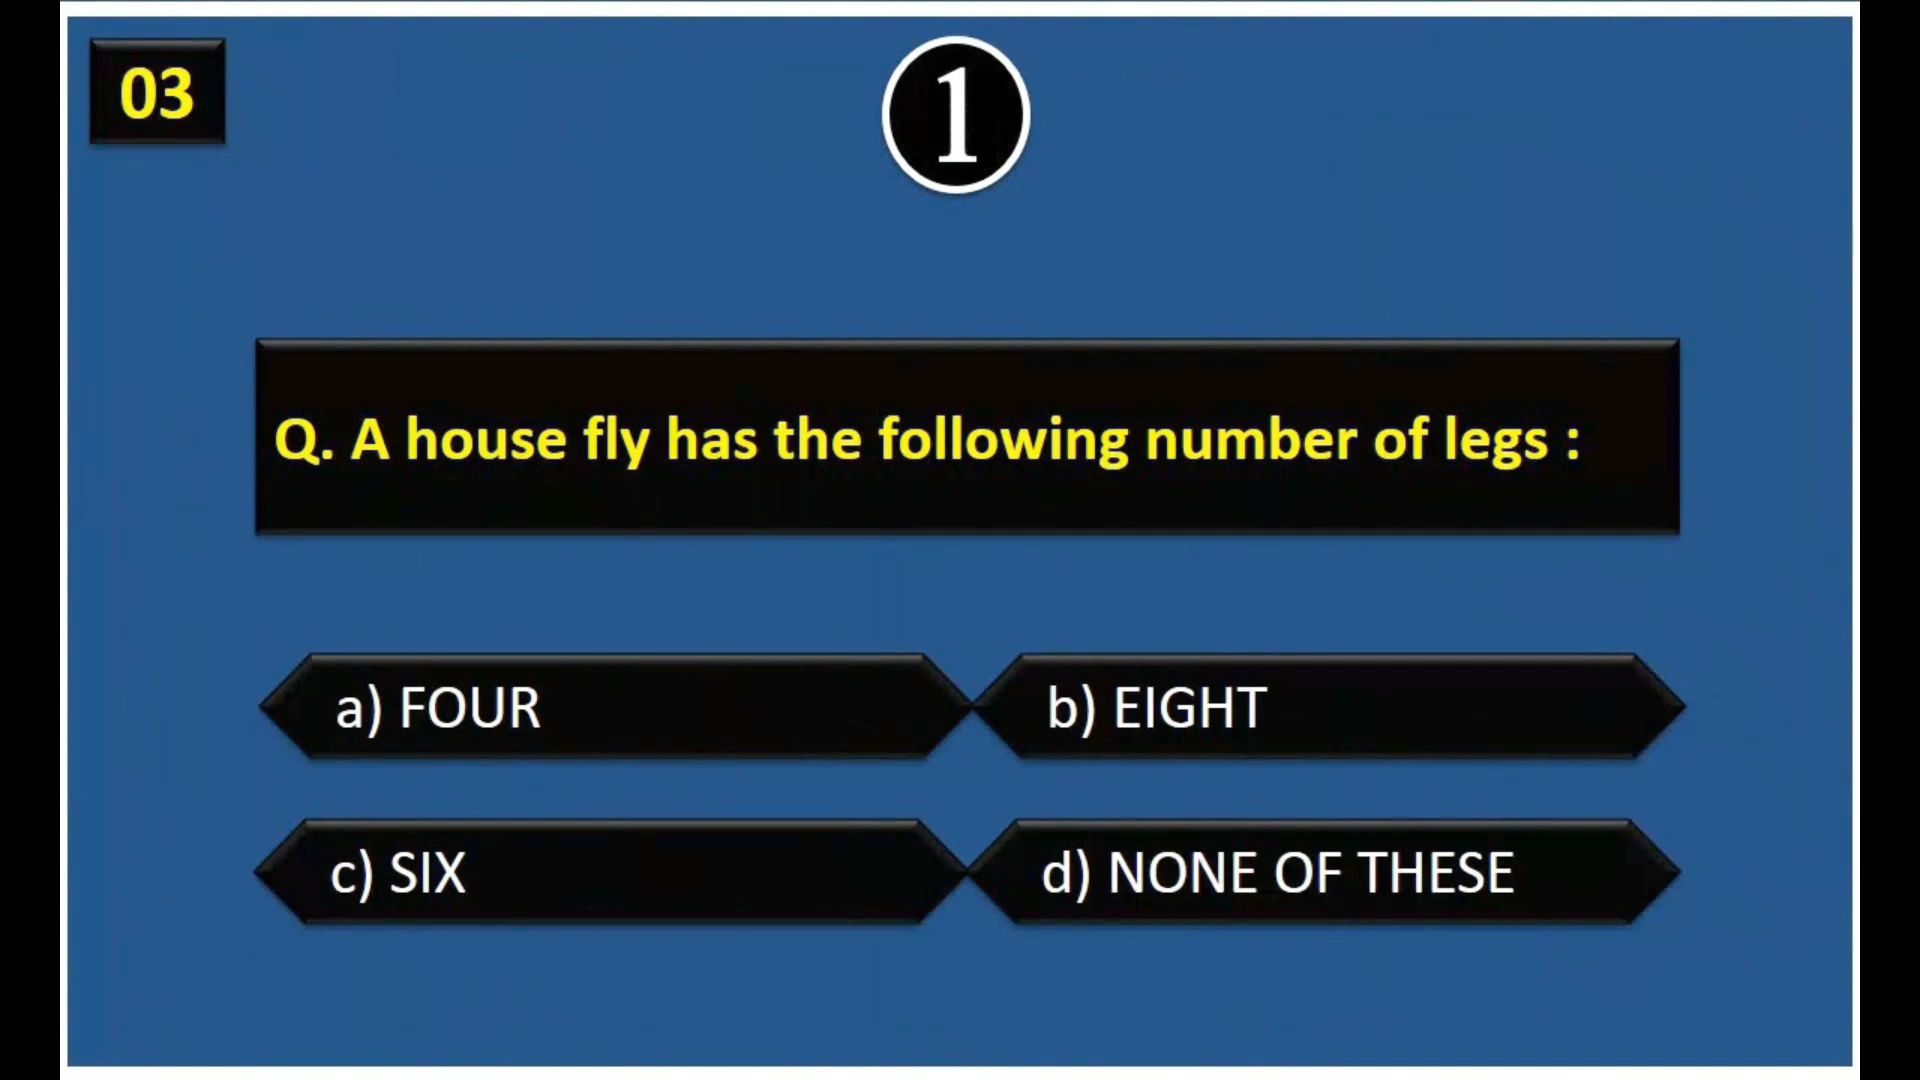 03
1
Q. A house fly has the following number of legs :
a) FOUR
b) EIGHT
c) SIX
d) NONE OF THESE